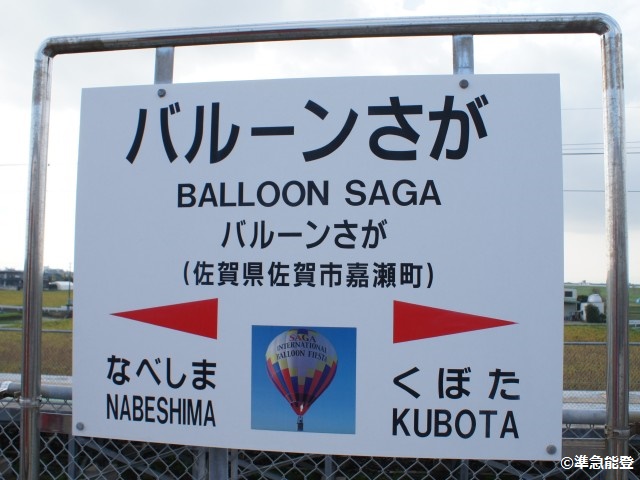 バルーンさが
BALLOON SAGA
バルーンさが
(佐賀県佐賀市嘉瀬町)
なべしま
NABESHIMA
SAGA
INTERNATIONAL
BALLOON FIESTA
くぼた
KUBOTA
©準急能登